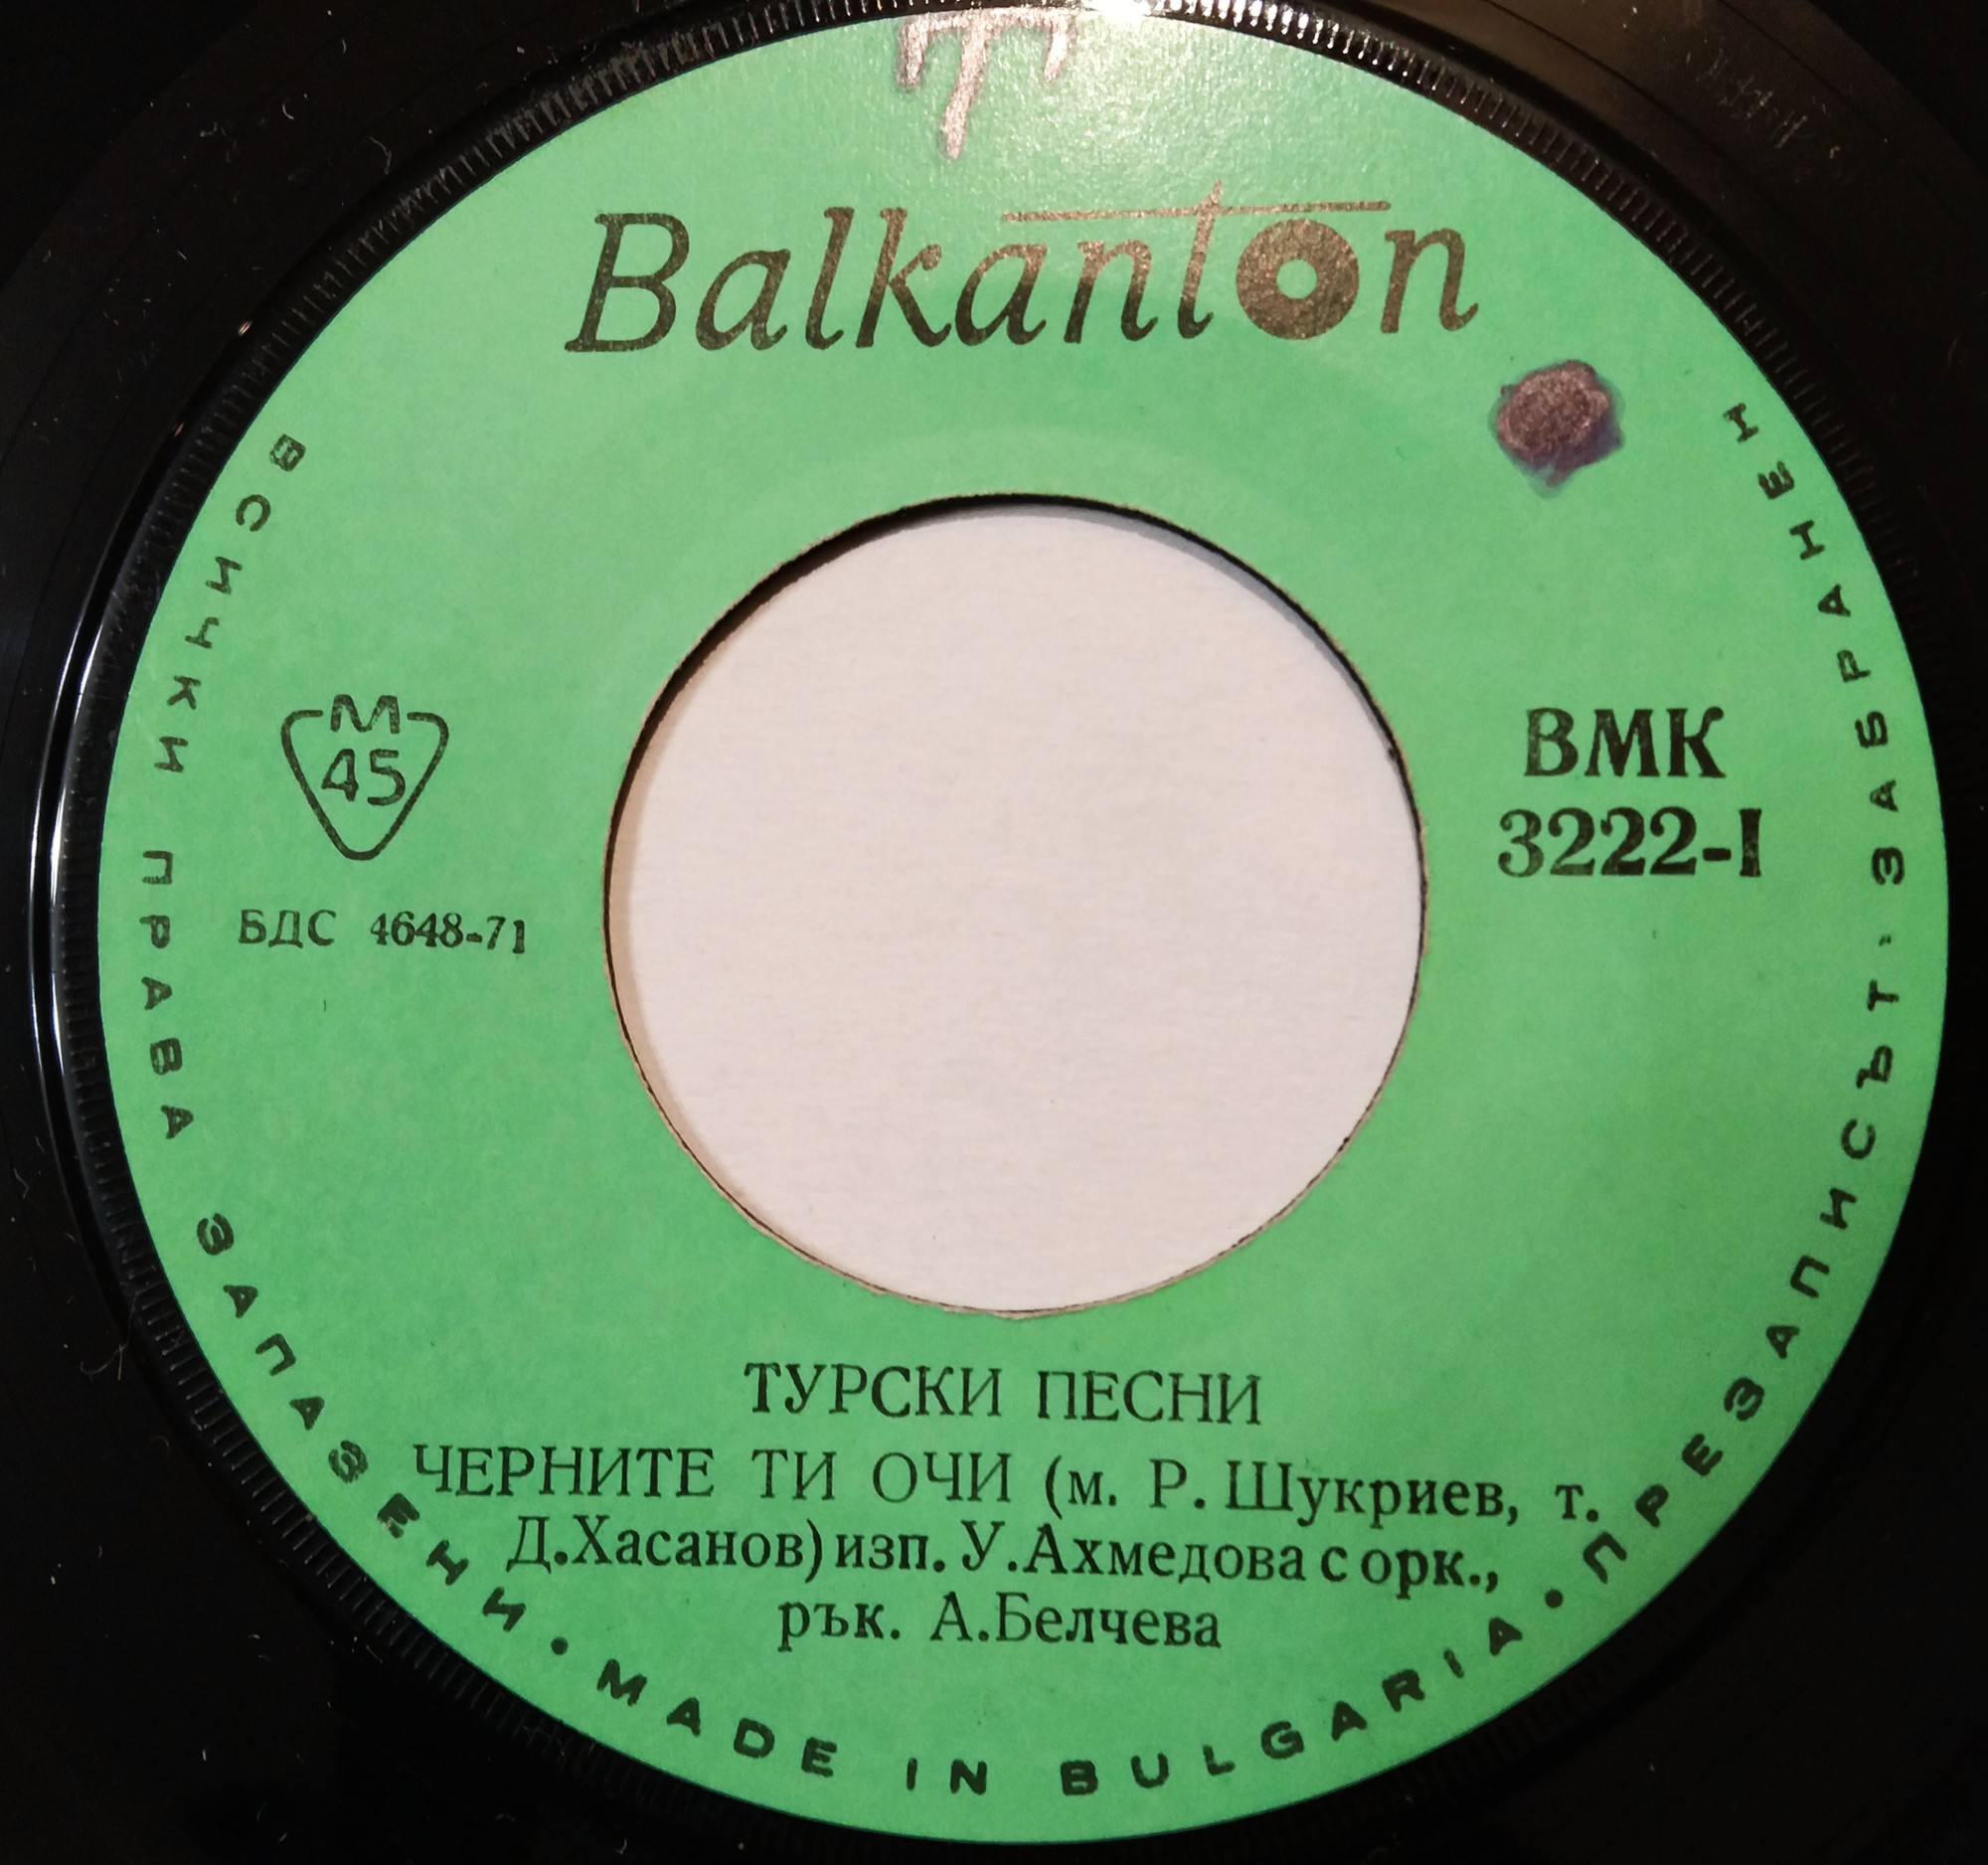 T
Balkanton
M
45
БДС 4648-71
ВМК
3222-I
ТУРСКИ ПЕСНИ
ЧЕРНИТЕ ТИ ОЧИ (м. Р. Шукриев, т.
Д.Хасанов) изп. У.Ахмедова с орк.,
рък. А.Белчева
ВСИЧКИ ПРАВА ЗАПАЗЕНИ • MADE IN BULGARIA • ПРЕЗАПИСЪТ · ЗАБРАНЕН